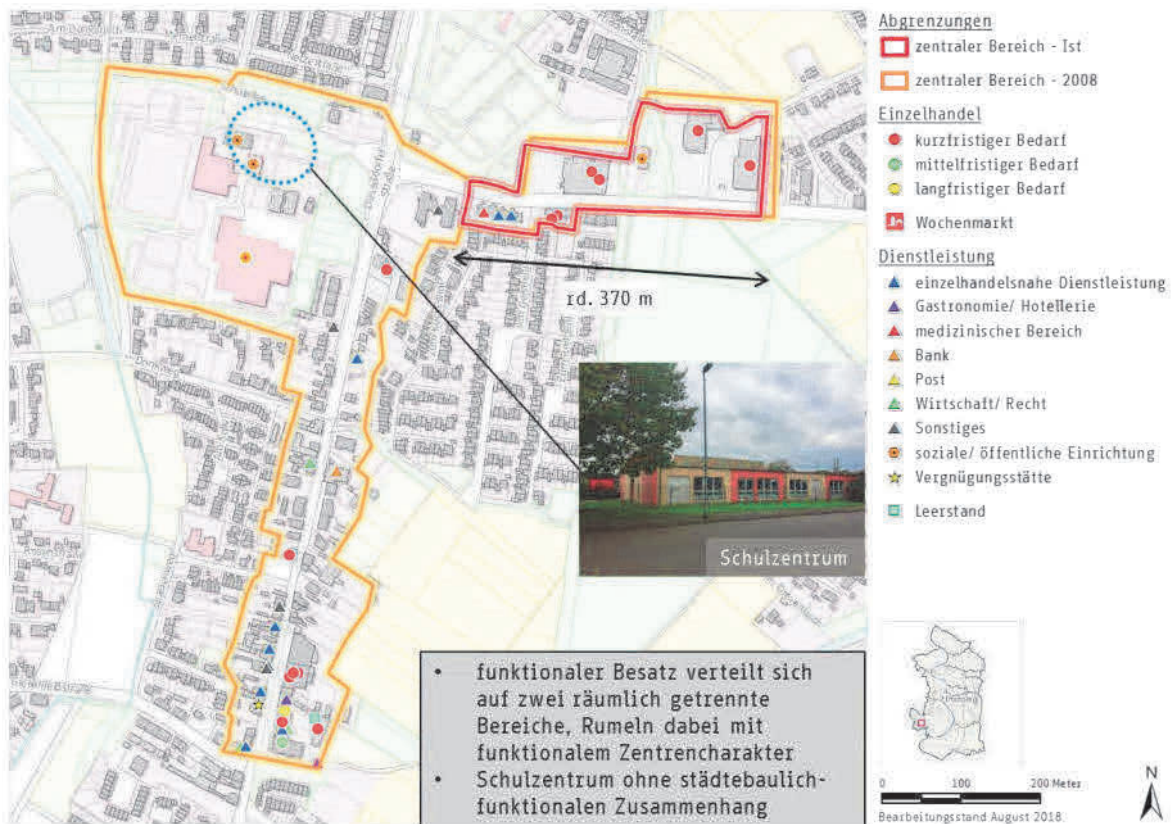 Abgrenzungen
zentraler Bereich - Ist
zentraler Bereich - 2008
Einzelhandel
kurzfristiger Bedarf
mittelfristiger Bedarf
langfristiger Bedarf
Wochenmarkt
Dienstleistung
einzelhandelsnahe Dienstleistung
Gastronomie/ Hotellerie
medizinischer Bereich
Bank
Post
Wirtschaft/ Recht
Sonstiges
soziale/ öffentliche Einrichtung
Vergnügungsstätte
Leerstand
rd. 370 m
Schulzentrum
• funktionaler Besatz verteilt sich
auf zwei räumlich getrennte
Bereiche, Rumeln dabei mit
funktionalem Zentrencharakter
• Schulzentrum ohne städtebaulich-
funktionalen Zusammenhang
0 100 200 Meter
Bearbeitungsstand August 2018
N